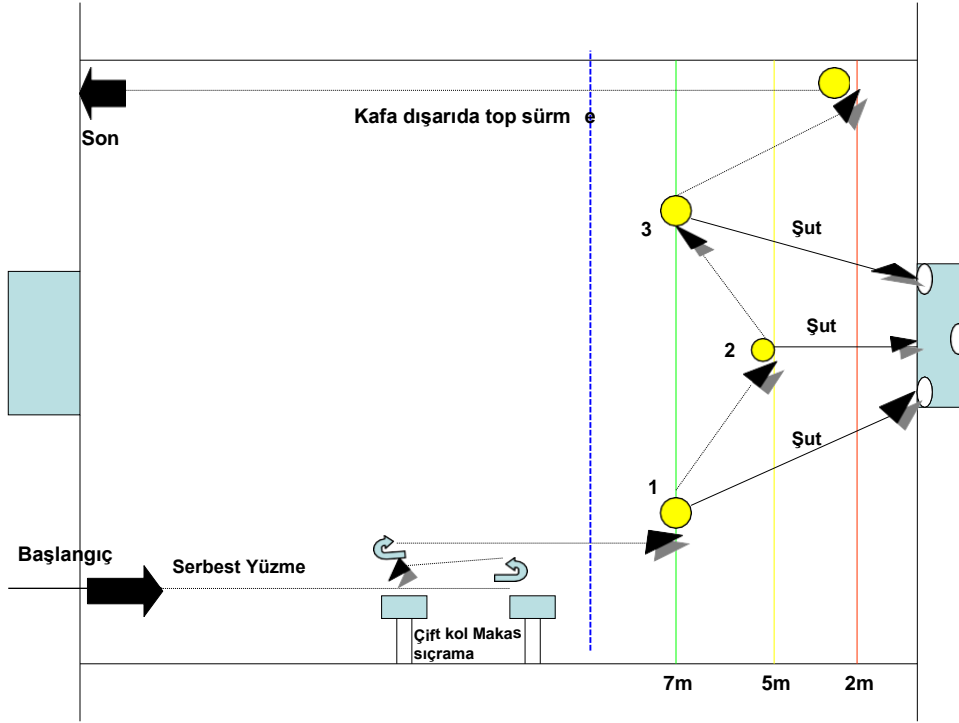 Kafa dışarıda top sürm e
Son
Şut
3
Şut
2
Şut
1
Başlangıç
Serbest Yüzme
Çift kol Makas
sıçrama
7m
5m
2m